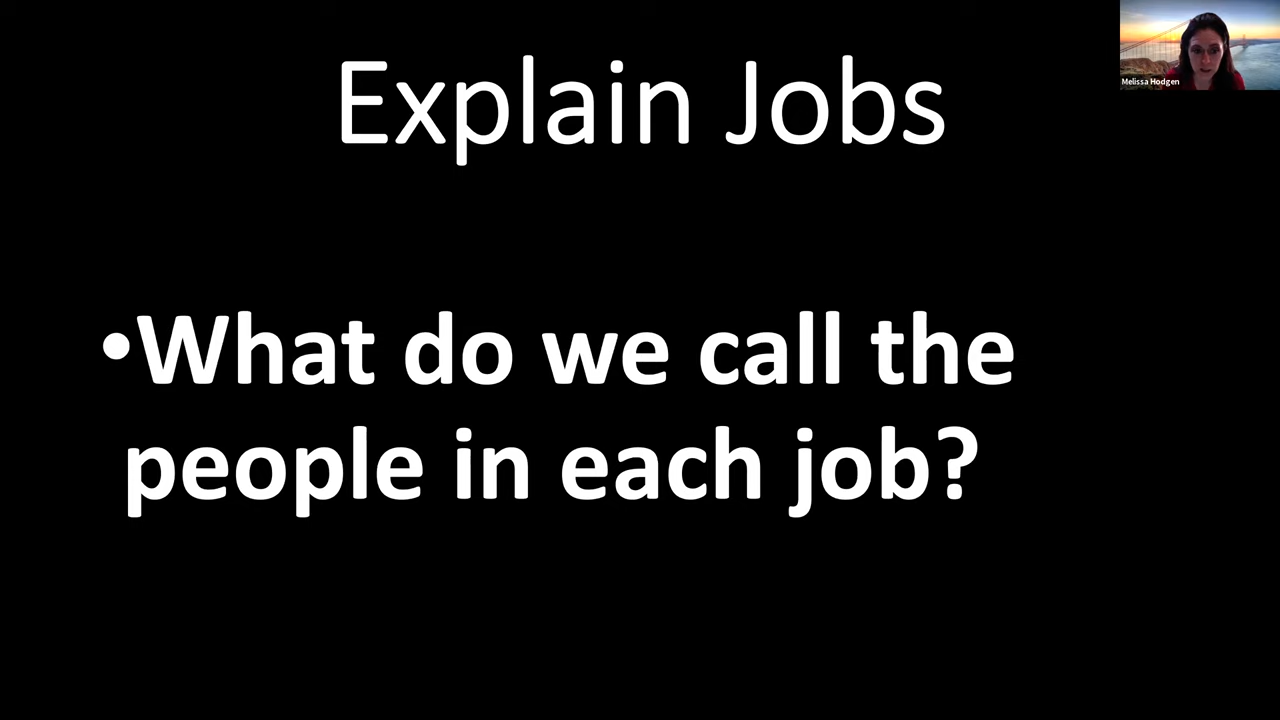 Explain Jobs
Melissa Hodgen
•What do we call the
people in each job?